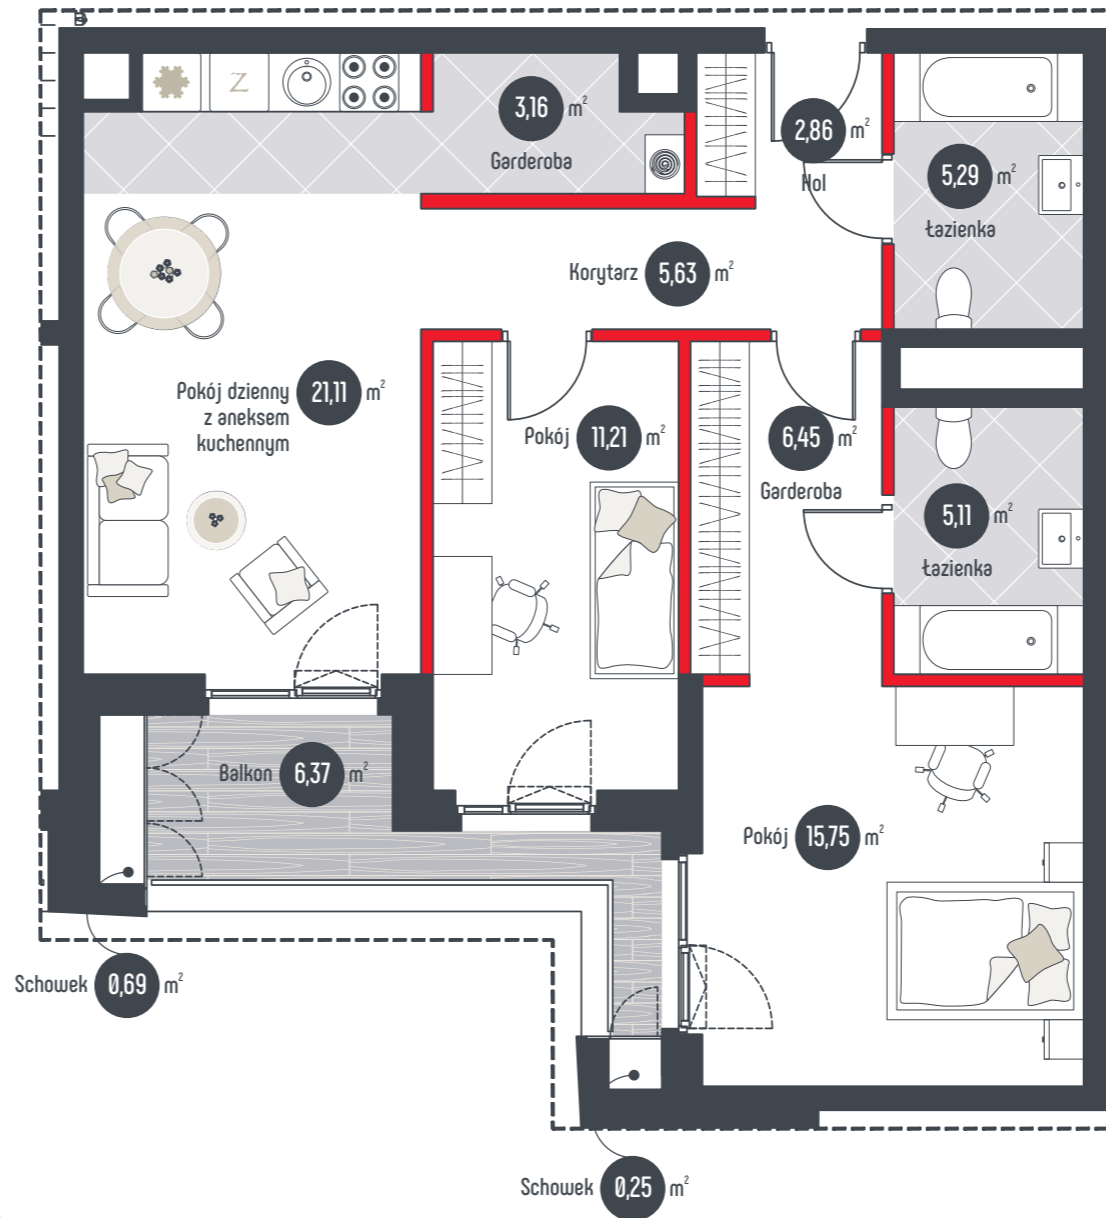 Z
3,16 m²
Garderoba
2,86 m²
Hol
5,29 m²
Łazienka
Korytarz 5,63 m²
Pokój dzienny
z aneksem
kuchennym
21,11 m²
Pokój 11,21 m²
6,45 m²
Garderoba
5,11 m²
Łazienka
Balkon 6,37 m²
Pokój 15,75 m²
Schowek 0,69 m²
Schowek 0,25 m²